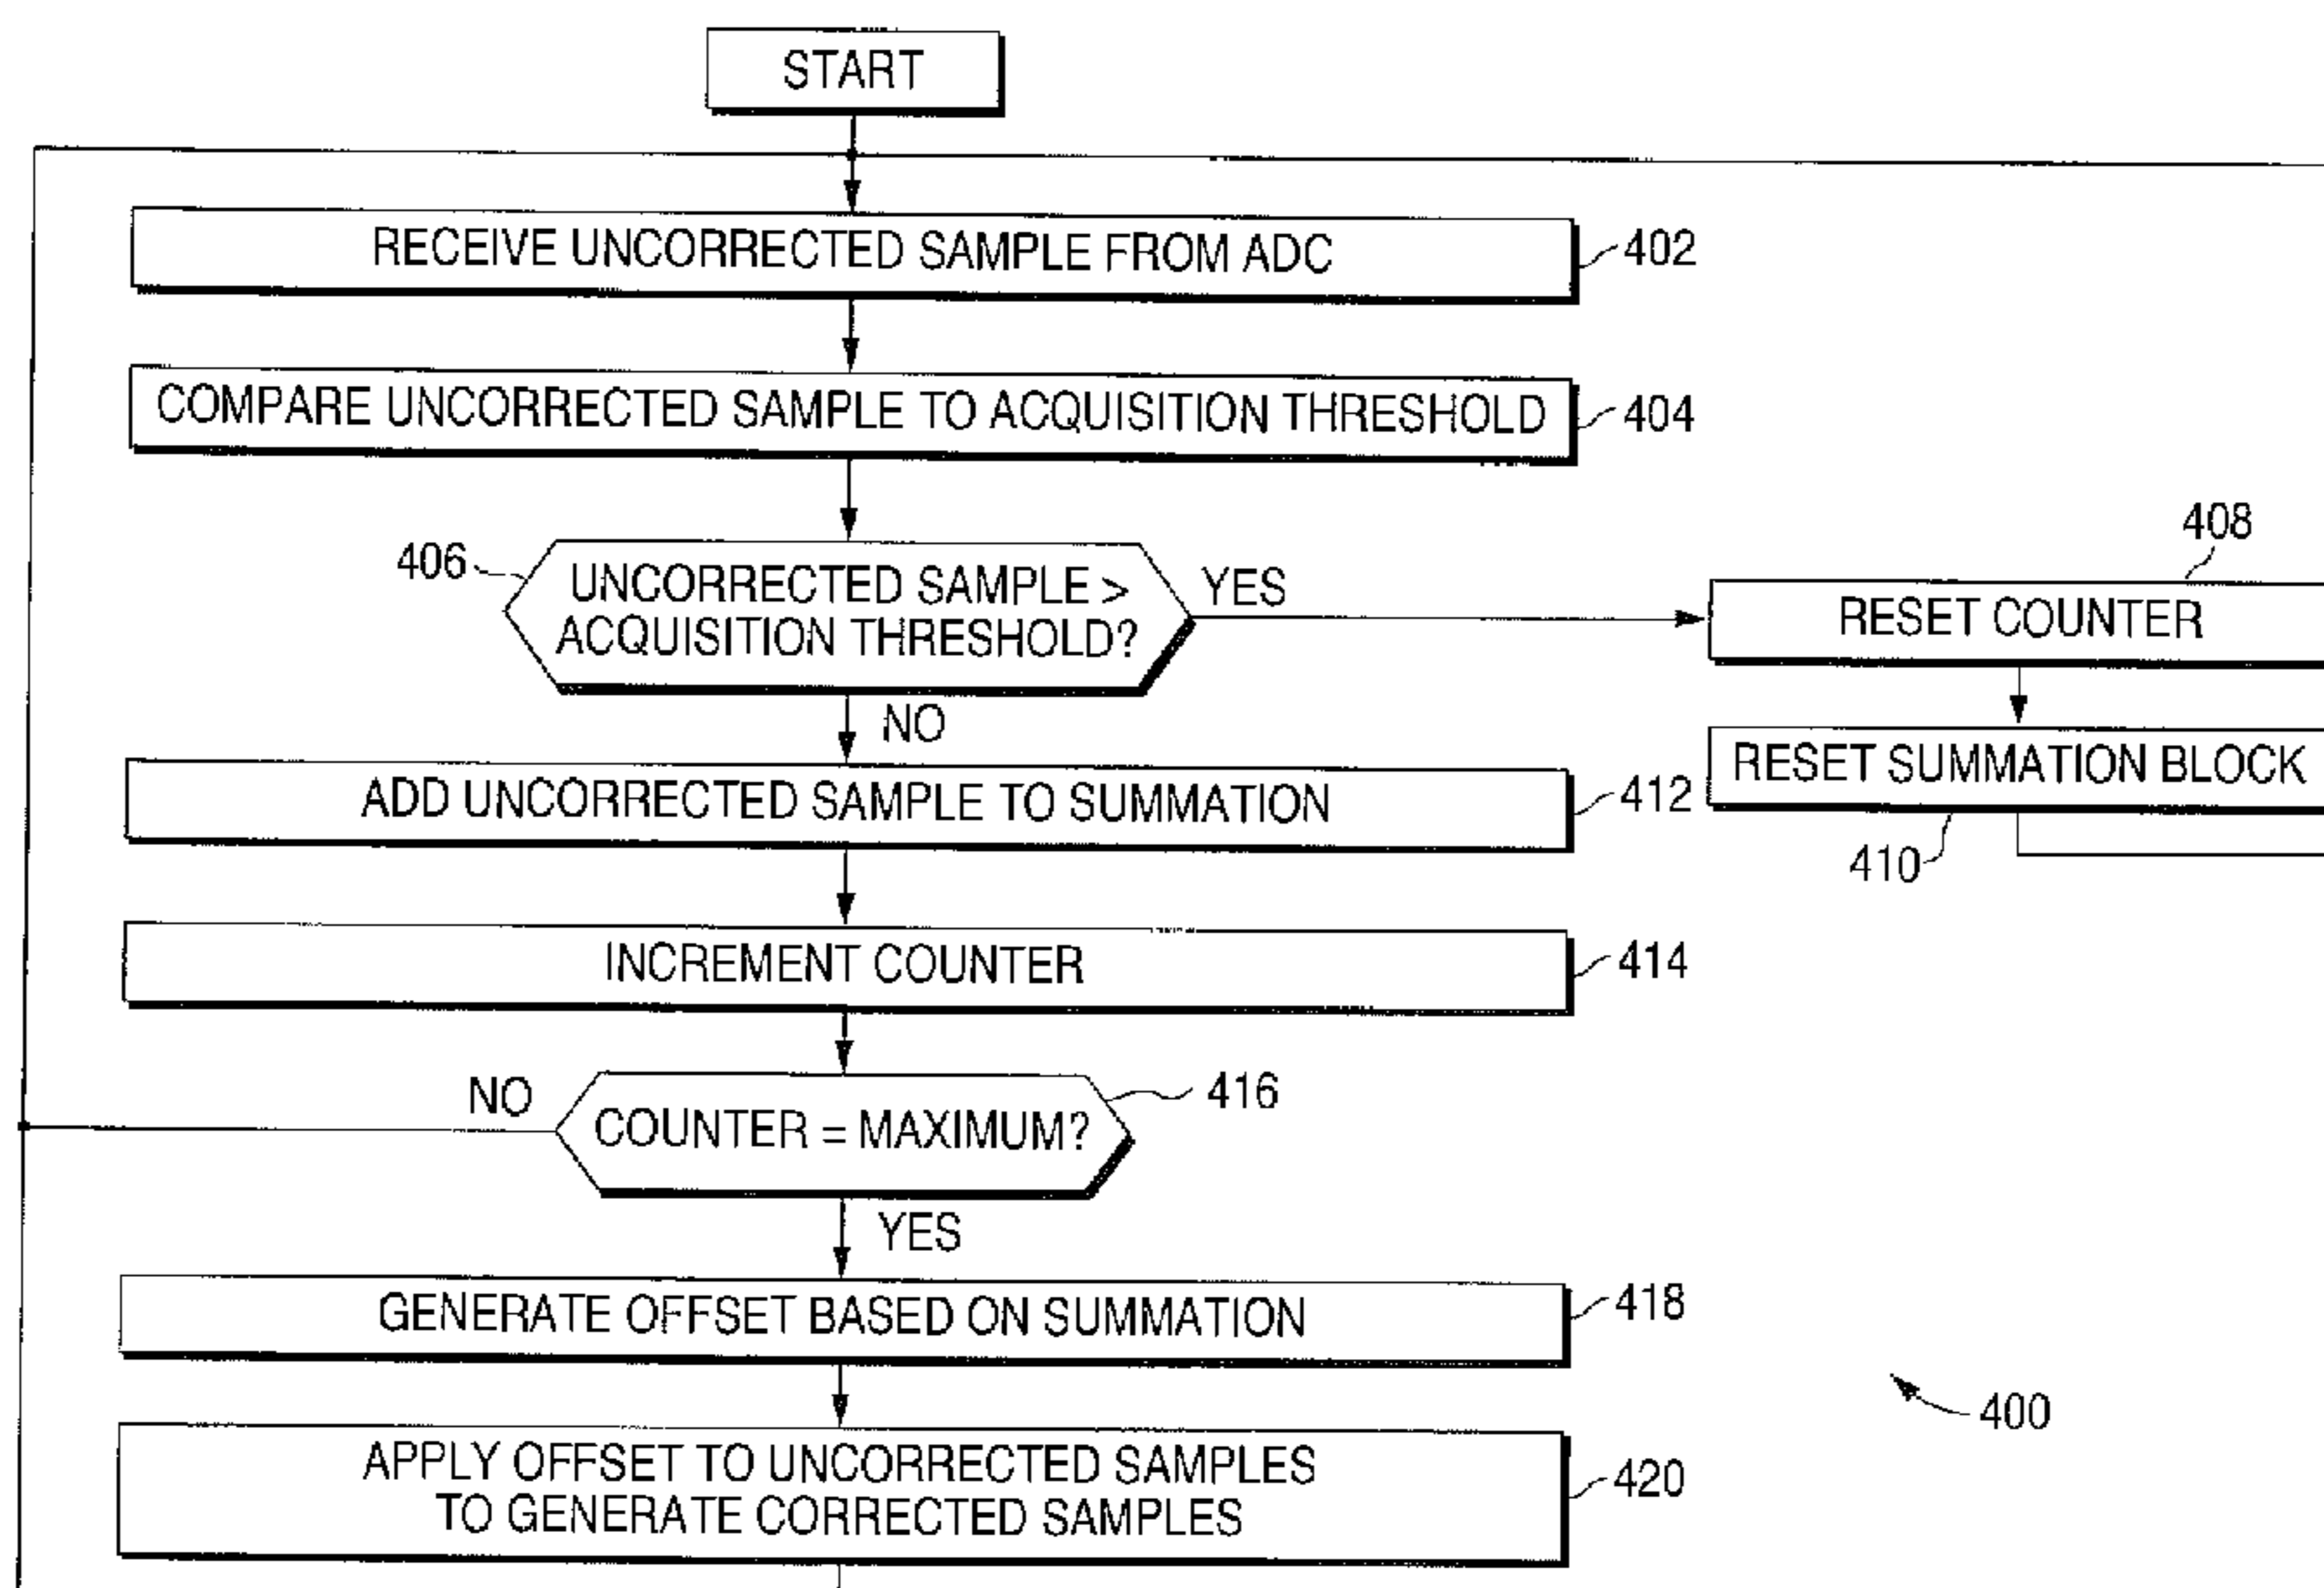 START
RECEIVE UNCORRECTED SAMPLE FROM ADC
402
COMPARE UNCORRECTED SAMPLE TO ACQUISITION THRESHOLD
404
406
UNCORRECTED SAMPLE >
ACQUISITION THRESHOLD?
YES
408
RESET COUNTER
NO
RESET SUMMATION BLOCK
410
ADD UNCORRECTED SAMPLE TO SUMMATION
412
INCREMENT COUNTER
414
NO
COUNTER = MAXIMUM?
416
YES
GENERATE OFFSET BASED ON SUMMATION
418
400
APPLY OFFSET TO UNCORRECTED SAMPLES
TO GENERATE CORRECTED SAMPLES
420